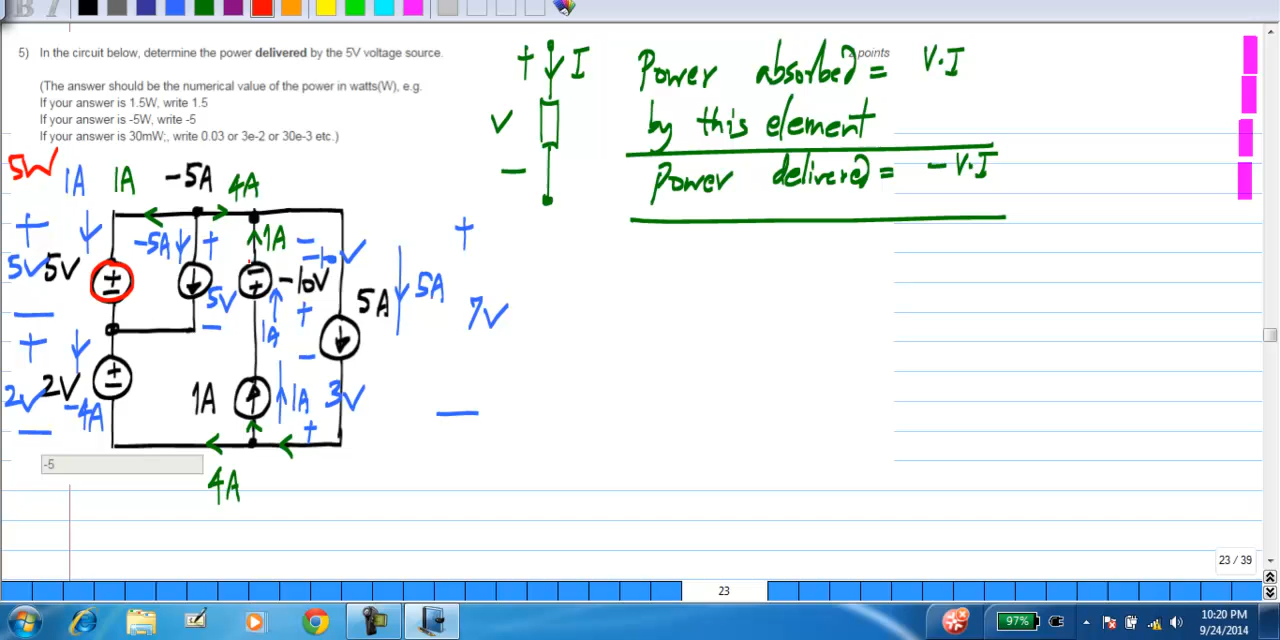 5) In the circuit below, determine the power delivered by the 5V voltage source.
points
(The answer should be the numerical value of the power in watts(W), e.g.
If your answer is 1.5W, write 1.5
If your answer is -5W, write -5
If your answer is 30mW;, write 0.03 or 3e-2 or 30e-3 etc.)
+ I
V
-
Power absorbed = V.I
by this element
Power delivered = -V.I
5W 1A 1A -5A 4A
+ -5A + 1A - -10V +
5V 5V 5V -10V 5A 5A 7V
- - + 1A
+ -
2V 2V -4A 1A 1A 3V
- + -
-5
4A
23 / 39
23
97%
10:20 PM
9/24/2014